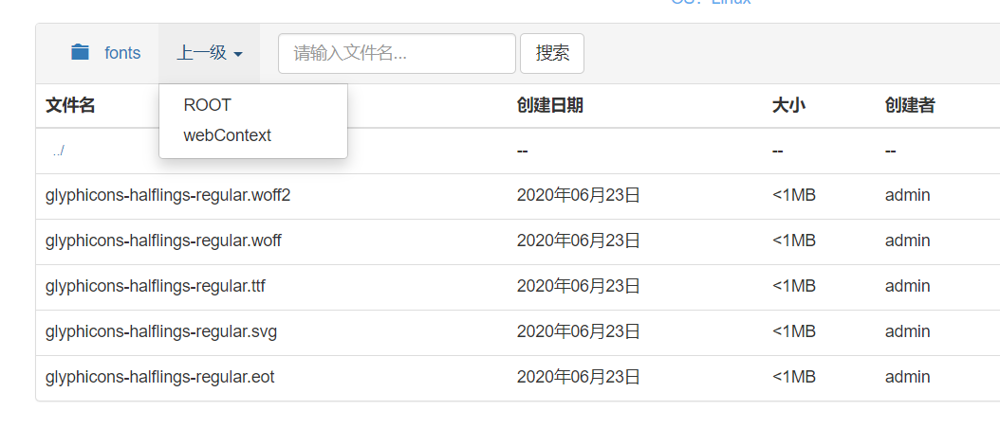 OS：Linux
fonts 上一级 请输入文件名... 搜索
ROOT
webContext
文件名 创建日期 大小 创建者
../ -- -- --
glyphicons-halflings-regular.woff2 2020年06月23日 <1MB admin
glyphicons-halflings-regular.woff 2020年06月23日 <1MB admin
glyphicons-halflings-regular.ttf 2020年06月23日 <1MB admin
glyphicons-halflings-regular.svg 2020年06月23日 <1MB admin
glyphicons-halflings-regular.eot 2020年06月23日 <1MB admin